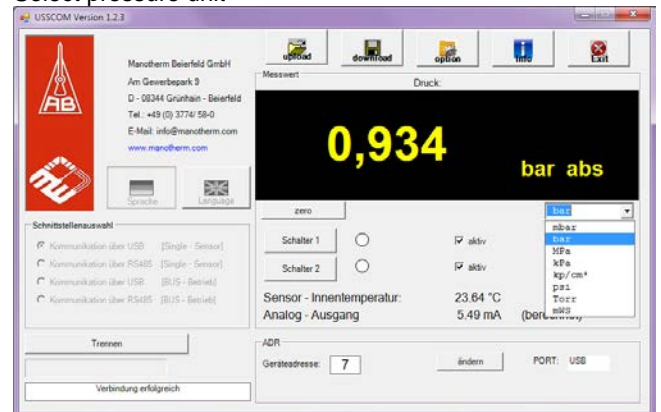 Select pressure unit
USSCOM Version 1.2.3
upload
download
option
Info
Exit
AB
Manotherm Beierfeld GmbH
Am Gewerbepark 9
D - 08344 Grünhain - Beierfeld
Tel.: +49 (0) 3774/ 58-0
E-Mail: info@manotherm.com
www.manotherm.com
Sprache
Language
Messwert
Druck:
0,934
bar abs
zero
bar
mbar
bar
MPa
kPa
kp/cm²
psi
Torr
mWS
Schnittstellenauswahl
Kommunikation über USB [Single - Sensor]
Kommunikation über RS485 [Single - Sensor]
Kommunikation über USB [BUS - Betrieb]
Kommunikation über RS485 [BUS - Betrieb]
Schalter 1
aktiv
Schalter 2
aktiv
Sensor - Innentemperatur: 23.64 °C
Analog - Ausgang 5.49 mA
Trennen
Verbindung erfolgreich
ADR
Geräteadresse: 7
ändern
PORT: USB